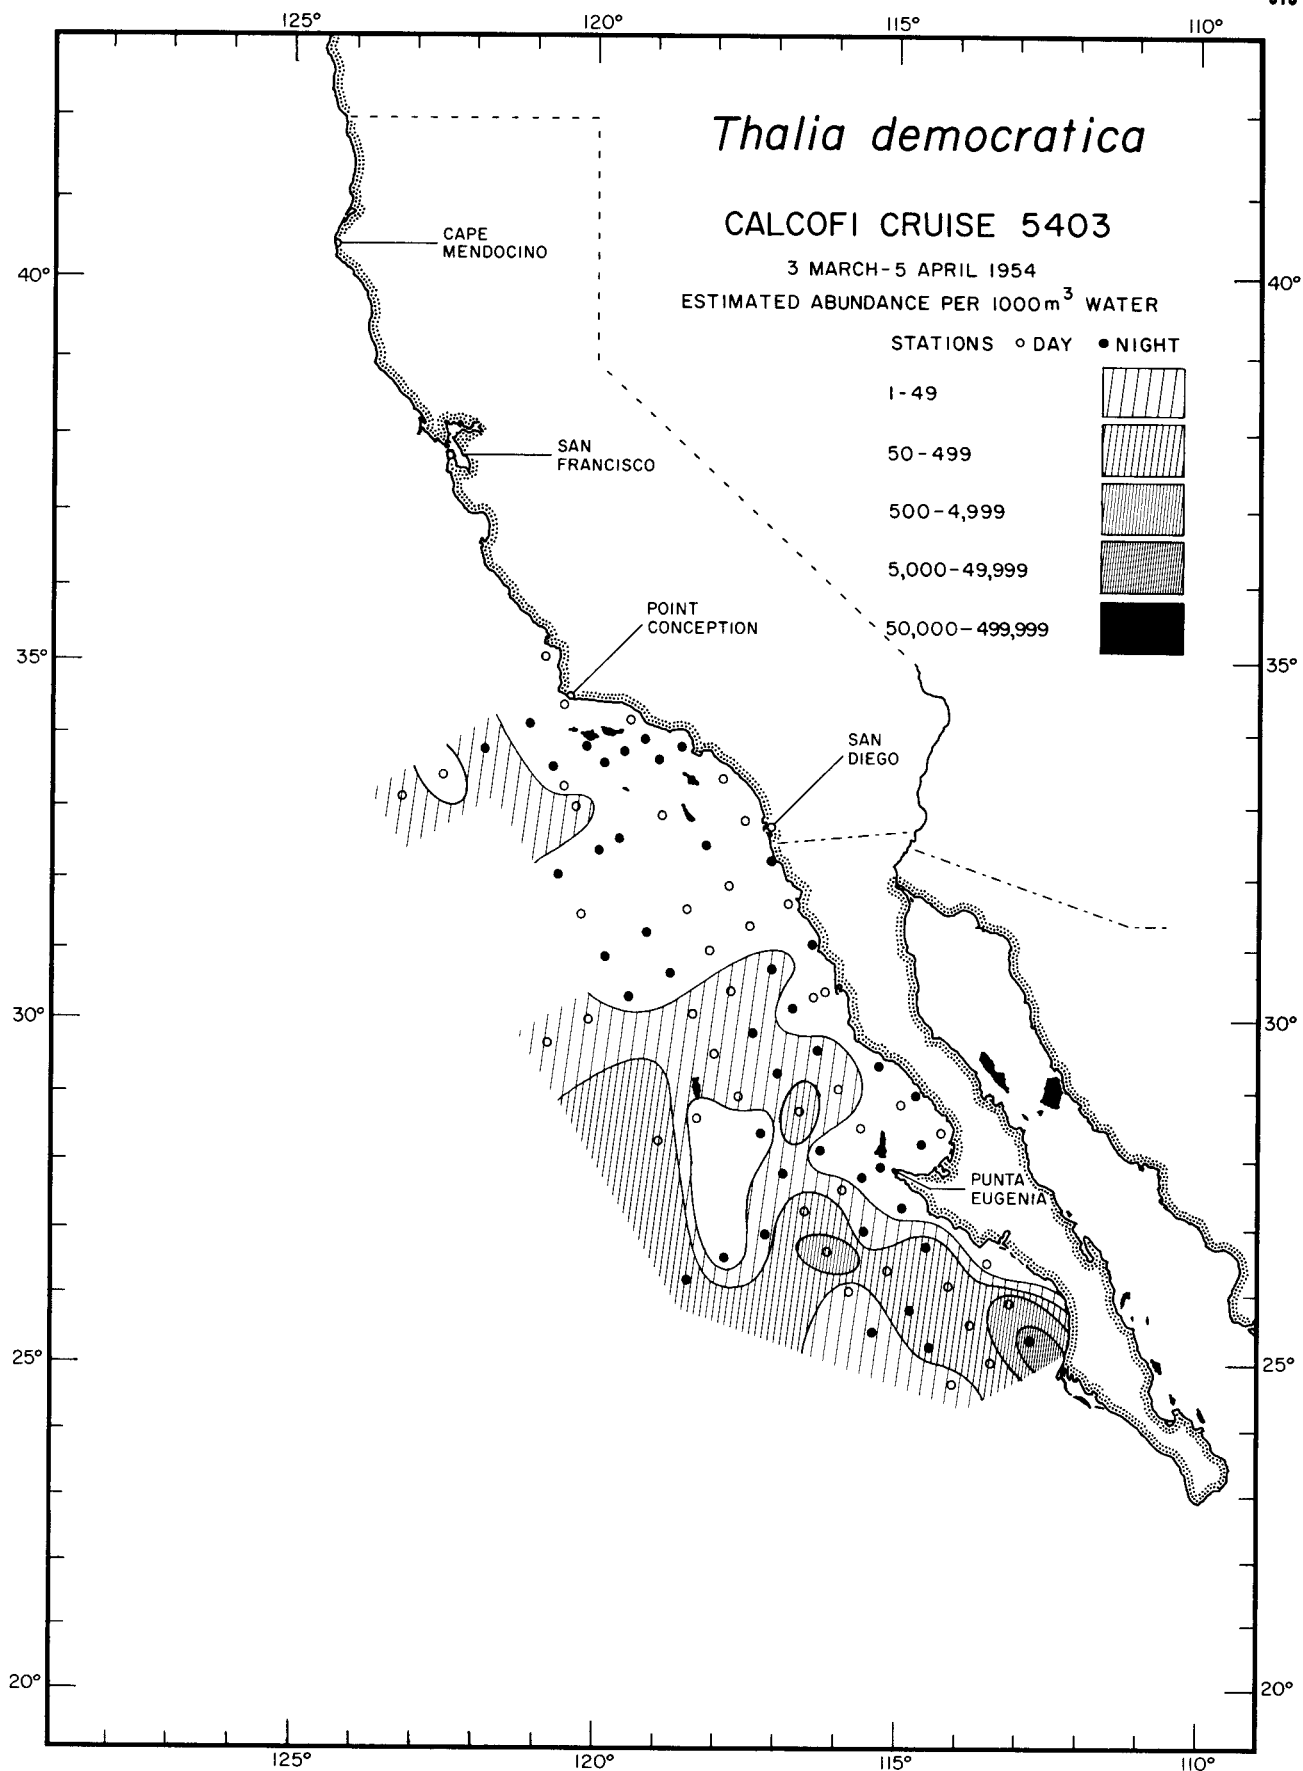 125°
120°
115°
110°
Thalia democratica
CALCOFI CRUISE 5403
3 MARCH-5 APRIL 1954
ESTIMATED ABUNDANCE PER 1000m³ WATER
STATIONS ○ DAY ● NIGHT
1-49
50-499
500-4,999
5,000-49,999
50,000-499,999
CAPE
MENDOCINO
40°
40°
SAN
FRANCISCO
POINT
CONCEPTION
35°
35°
SAN
DIEGO
30°
30°
PUNTA
EUGENIA
25°
25°
20°
20°
125°
120°
115°
110°